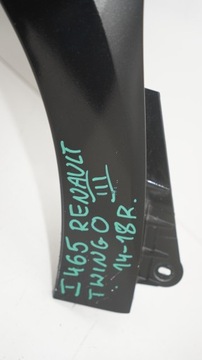 I465 RENAULT
TWINGO III
14-18R.